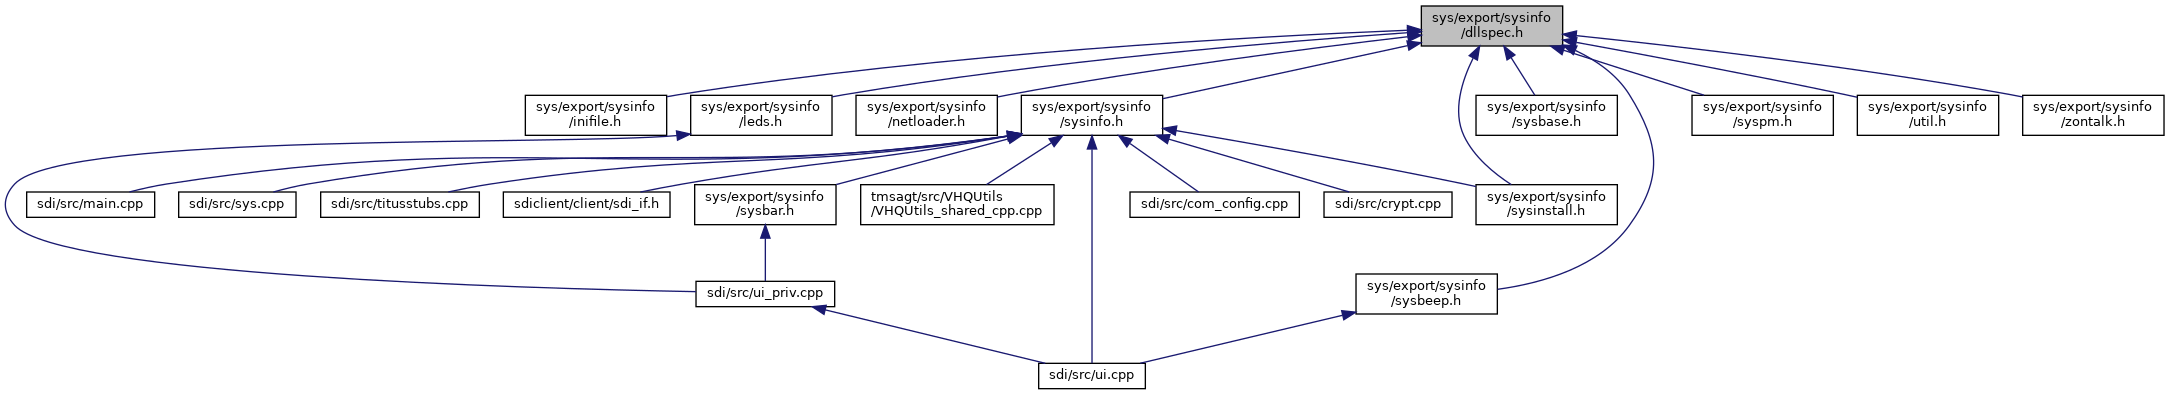 sys/export/sysinfo
/dllspec.h
sys/export/sysinfo
/inifile.h
sys/export/sysinfo
/leds.h
sys/export/sysinfo
/netloader.h
sys/export/sysinfo
/sysinfo.h
sys/export/sysinfo
/sysbase.h
sys/export/sysinfo
/syspm.h
sys/export/sysinfo
/util.h
sys/export/sysinfo
/zontalk.h
sdi/src/main.cpp
sdi/src/sys.cpp
sdi/src/titusstubs.cpp
sdiclient/client/sdi_if.h
sys/export/sysinfo
/sysbar.h
tmsagt/src/VHQUtils
/VHQUtils_shared_cpp.cpp
sdi/src/com_config.cpp
sdi/src/crypt.cpp
sys/export/sysinfo
/sysinstall.h
sdi/src/ui_priv.cpp
sys/export/sysinfo
/sysbeep.h
sdi/src/ui.cpp